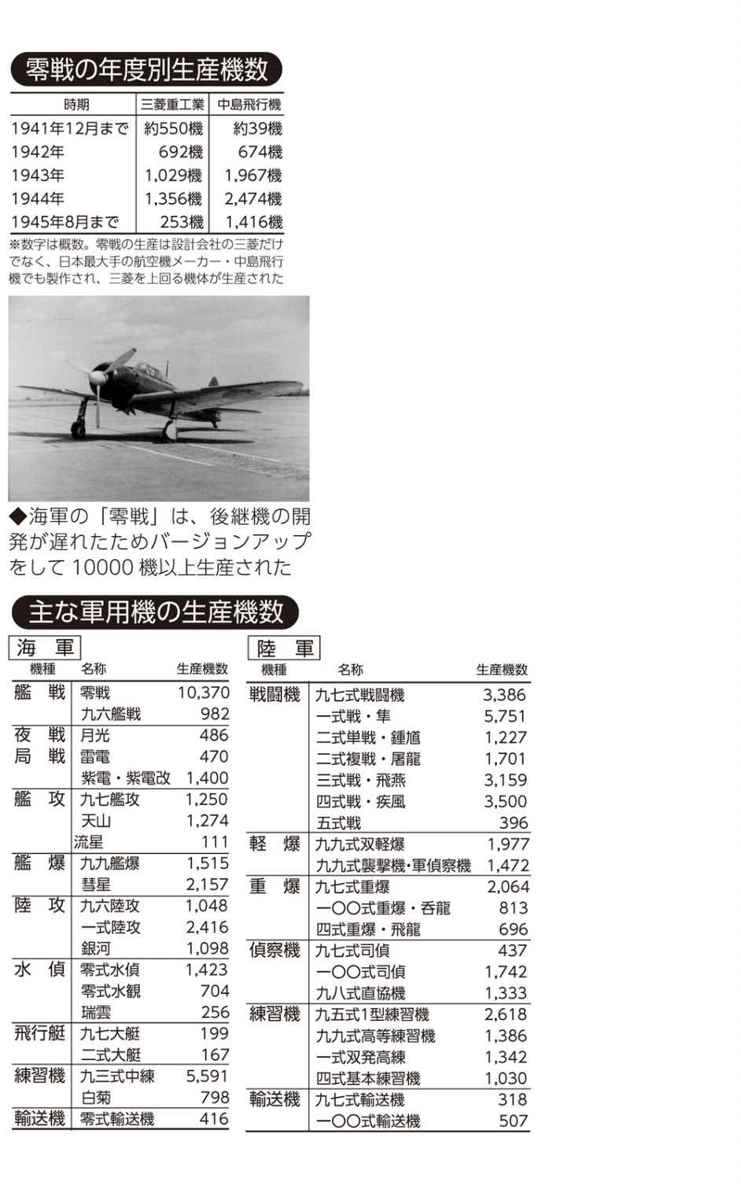 零戦の年度別生産機数
時期 三菱重工業 中島飛行機
1941年12月まで 約550機 約39機
1942年 692機 674機
1943年 1,029機 1,967機
1944年 1,356機 2,474機
1945年8月まで 253機 1,416機
※数字は概数。零戦の生産は設計会社の三菱だけ
でなく、日本最大手の航空機メーカー・中島飛行
機でも製作され、三菱を上回る機体が生産された
◆海軍の「零戦」は、後継機の開
発が遅れたためバージョンアップ
をして10000機以上生産された
主な軍用機の生産機数
海 軍
機種 名称 生産機数
艦 戦 零戦 10,370
九六艦戦 982
夜 戦 月光 486
局 戦 雷電 470
紫電・紫電改 1,400
艦 攻 九七艦攻 1,250
天山 1,274
流星 111
艦 爆 九九艦爆 1,515
彗星 2,157
陸 攻 九六陸攻 1,048
一式陸攻 2,416
銀河 1,098
水 偵 零式水偵 1,423
零式水観 704
瑞雲 256
飛行艇 九七大艇 199
二式大艇 167
練習機 九三式中練 5,591
白菊 798
輸送機 零式輸送機 416
陸 軍
機種 名称 生産機数
戦闘機 九七式戦闘機 3,386
一式戦・隼 5,751
二式単戦・鍾馗 1,227
二式複戦・屠龍 1,701
三式戦・飛燕 3,159
四式戦・疾風 3,500
五式戦 396
軽 爆 九九式双軽爆 1,977
九九式襲撃機・軍偵察機 1,472
重 爆 九七式重爆 2,064
一〇〇式重爆・呑龍 813
四式重爆・飛龍 696
偵察機 九七式司偵 437
一〇〇式司偵 1,742
九八式直協機 1,333
練習機 九五式1型練習機 2,618
九九式高等練習機 1,386
一式双発高練 1,342
四式基本練習機 1,030
輸送機 九七式輸送機 318
一〇〇式輸送機 507